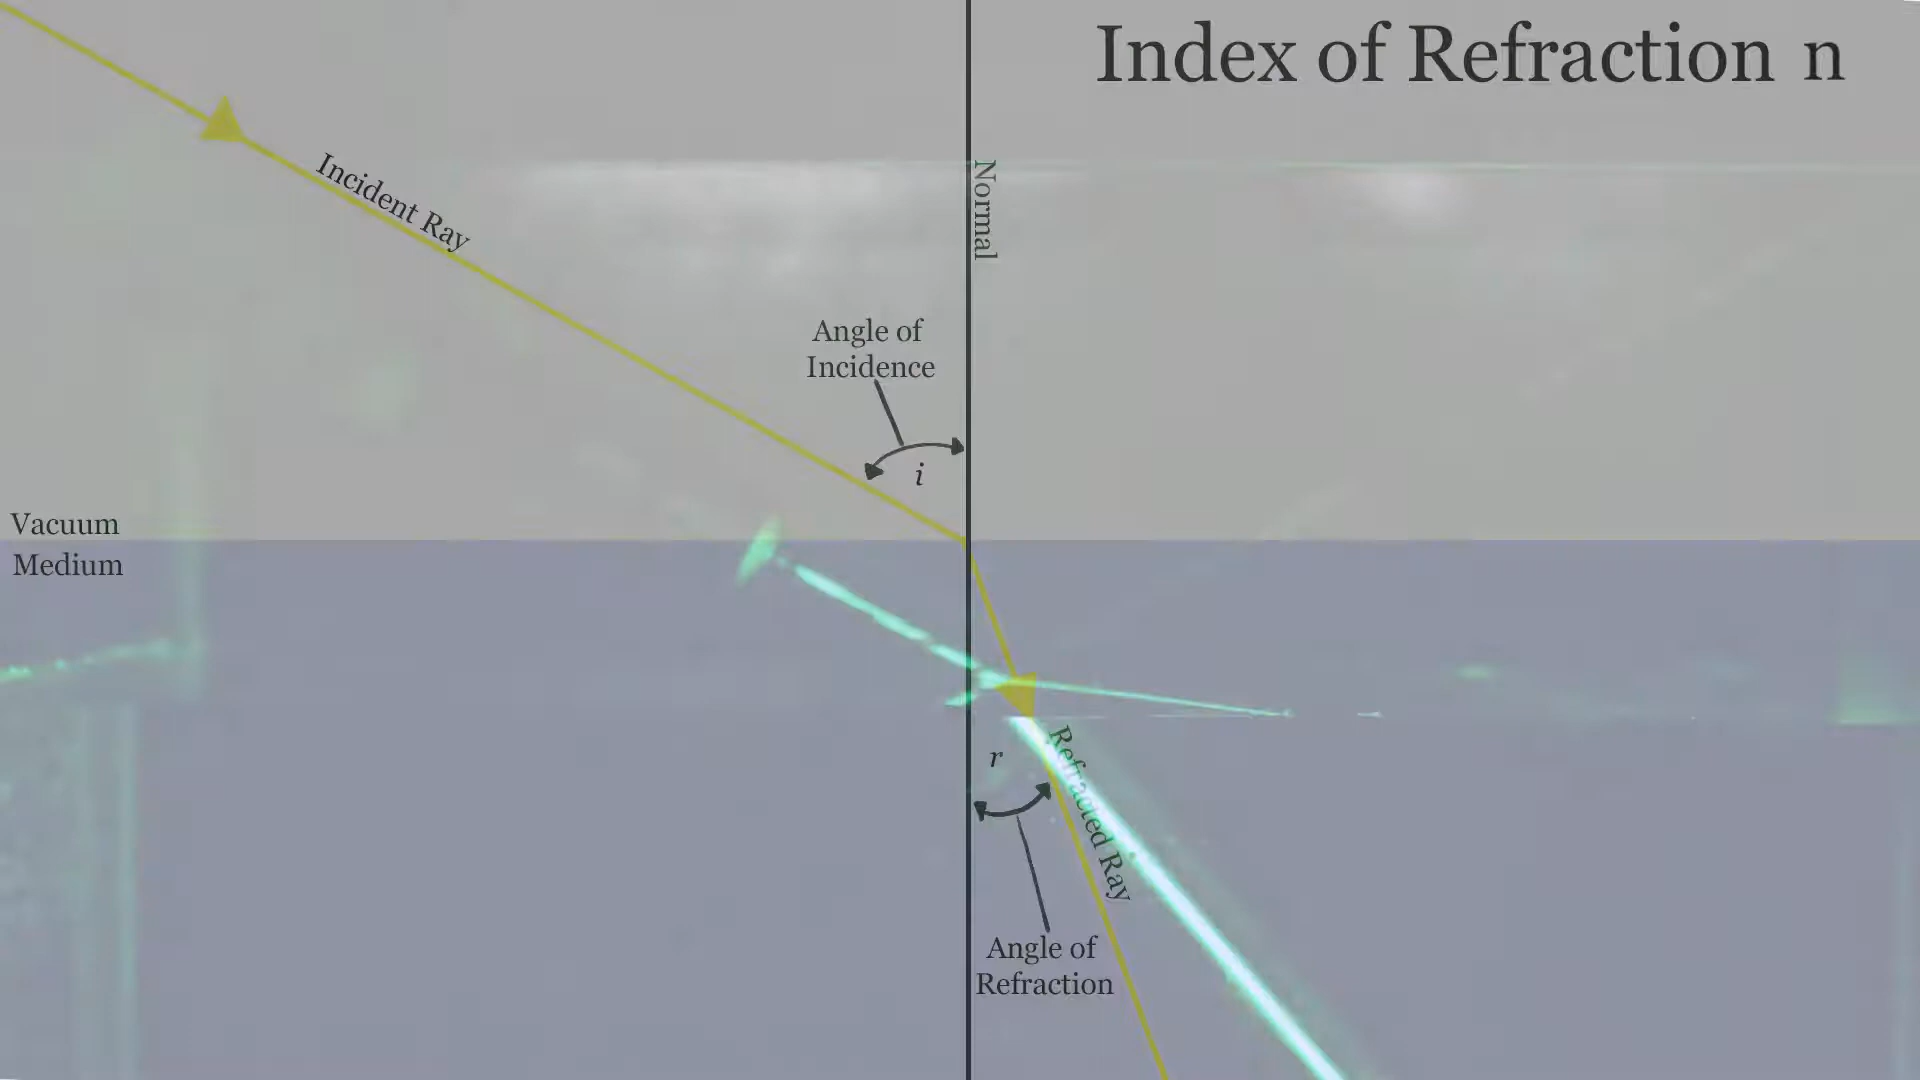 Index of Refraction n
Incident Ray
Normal
Angle of
Incidence
i
Vacuum
Medium
r
Refracted Ray
Angle of
Refraction